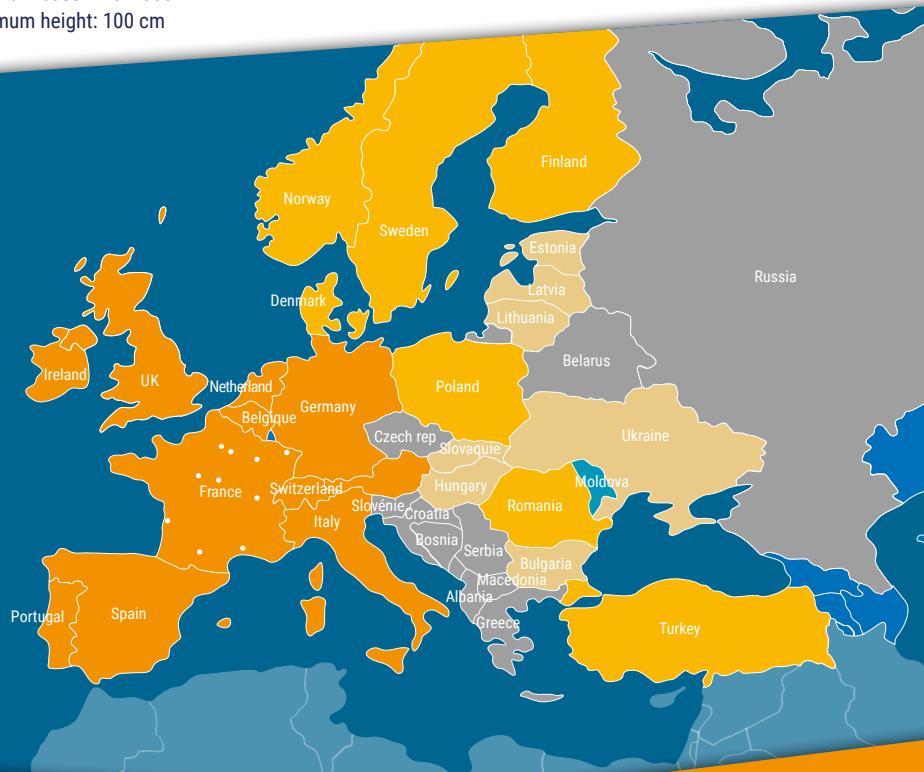 mum height: 100 cm
Finland
Norway
Sweden
Estonia
Russia
Latvia
Denmark
Lithuania
Belarus
Ireland
UK
Netherland
Poland
Germany
Belgique
Czech rep
Ukraine
Slovaquie
Moldova
France
Switzerland
Hungary
Slovénie
Romania
Croatia
Italy
Bosnia
Serbia
Bulgaria
Macedonia
Albania
Portugal
Spain
Greece
Turkey